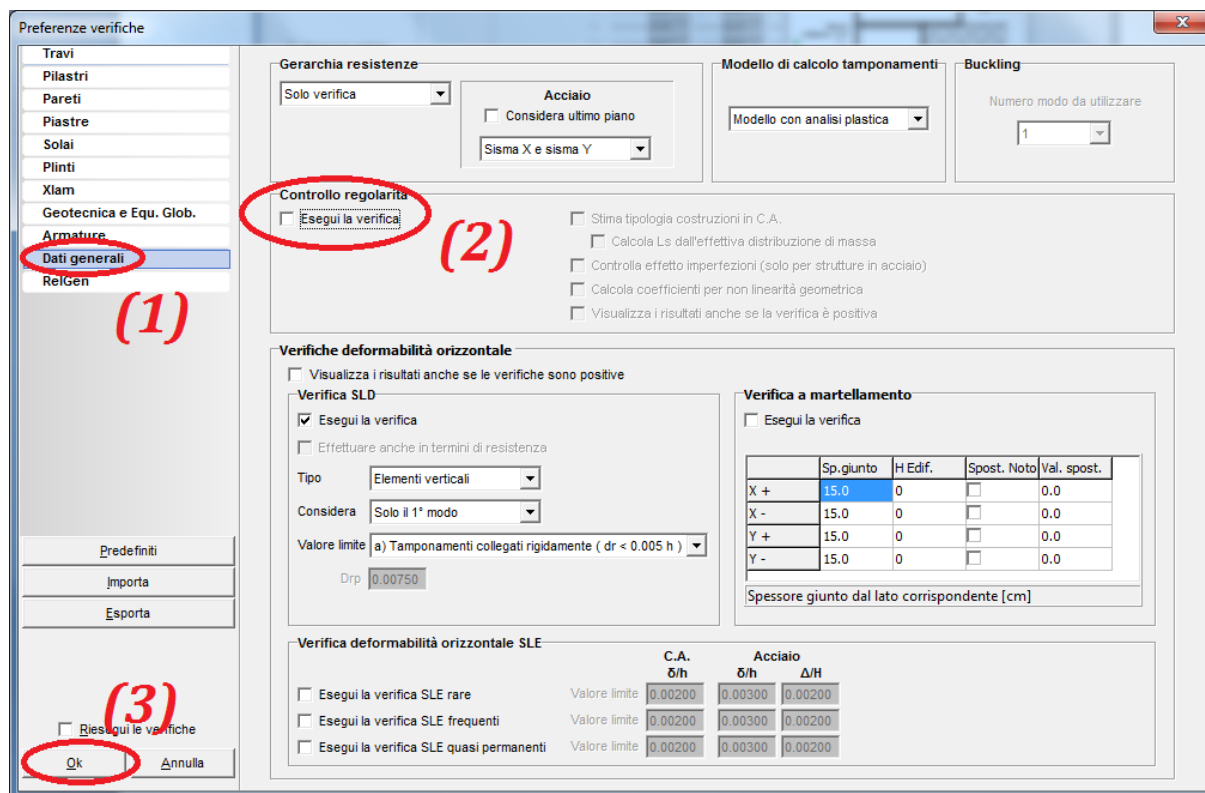 Preferenze verifiche
X
Travi
Pilastri
Pareti
Piastre
Solai
Plinti
Xlam
Geotecnica e Equ. Glob.
Armature
Dati generali
RelGen
(1)
Predefiniti
Importa
Esporta
(3)
Riesegui le verifiche
Ok
Annulla
Gerarchia resistenze
Solo verifica
Acciaio
Considera ultimo piano
Sisma X e sisma Y
Modello di calcolo tamponamenti
Modello con analisi plastica
Buckling
Numero modo da utilizzare
1
Controllo regolarità
Esegui la verifica
(2)
Stima tipologia costruzioni in C.A.
Calcola Ls dall'effettiva distribuzione di massa
Controlla effetto imperfezioni (solo per strutture in acciaio)
Calcola coefficienti per non linearità geometrica
Visualizza i risultati anche se la verifica è positiva
Verifiche deformabilità orizzontale
Visualizza i risultati anche se le verifiche sono positive
Verifica SLD
Esegui la verifica
Effettuare anche in termini di resistenza
Tipo Elementi verticali
Considera Solo il 1° modo
Valore limite a) Tamponamenti collegati rigidamente ( dr < 0.005 h )
Drp 0.00750
Verifica a martellamento
Esegui la verifica
Sp.giunto H Edif. Spost. Noto Val. spost.
X + 15.0 0 0.0
X - 15.0 0 0.0
Y + 15.0 0 0.0
Y - 15.0 0 0.0
Spessore giunto dal lato corrispondente [cm]
Verifica deformabilità orizzontale SLE
C.A. Acciaio
δ/h δ/h Δ/H
Esegui la verifica SLE rare Valore limite 0.00200 0.00300 0.00200
Esegui la verifica SLE frequenti Valore limite 0.00200 0.00300 0.00200
Esegui la verifica SLE quasi permanenti Valore limite 0.00200 0.00300 0.00200